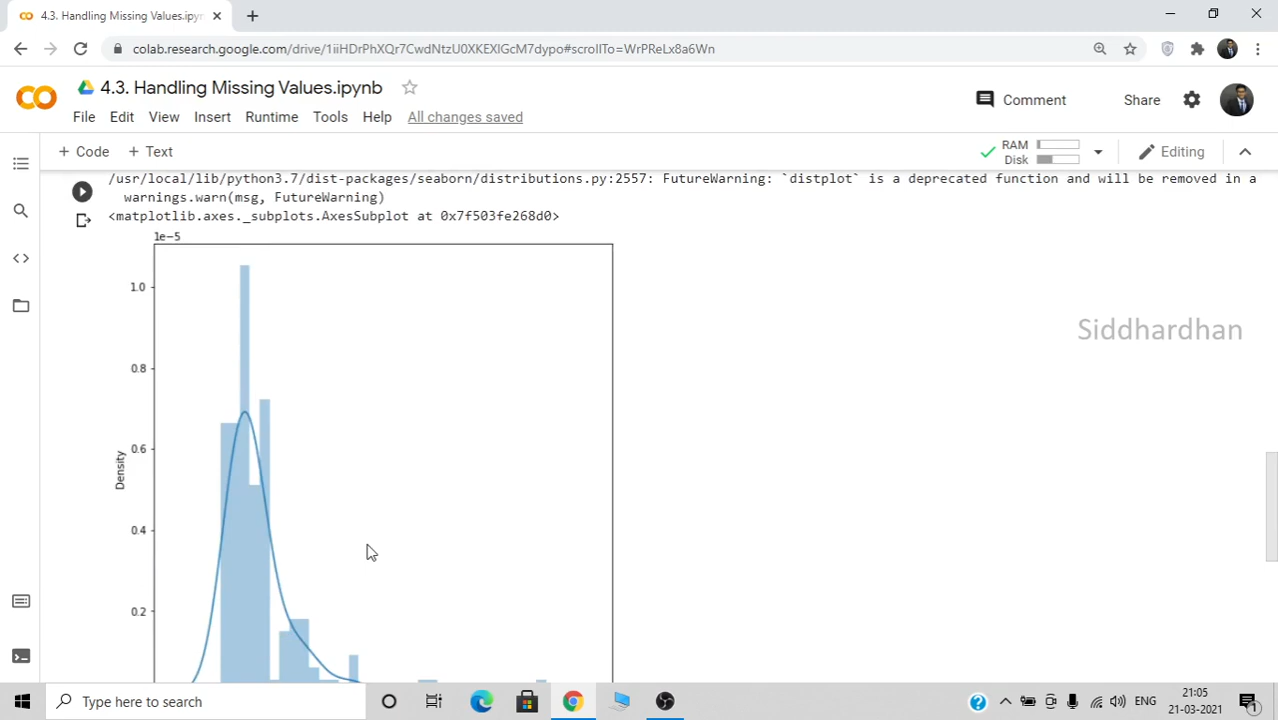 4.3. Handling Missing Values.ipyn
colab.research.google.com/drive/1iiHDrPhXQr7CwdNtzU0XKEXlGcM7dypo#scrollTo=WrPReLx8a6Wn
4.3. Handling Missing Values.ipynb
Comment
Share
File Edit View Insert Runtime Tools Help All changes saved
+ Code + Text
RAM
Disk
Editing
/usr/local/lib/python3.7/dist-packages/seaborn/distributions.py:2557: FutureWarning: `distplot` is a deprecated function and will be removed in a
warnings.warn(msg, FutureWarning)
<matplotlib.axes._subplots.AxesSubplot at 0x7f503fe268d0>
1e-5
1.0
Siddhardhan
0.8
0.6
Density
0.4
0.2
Type here to search
ENG
21:05
21-03-2021
1